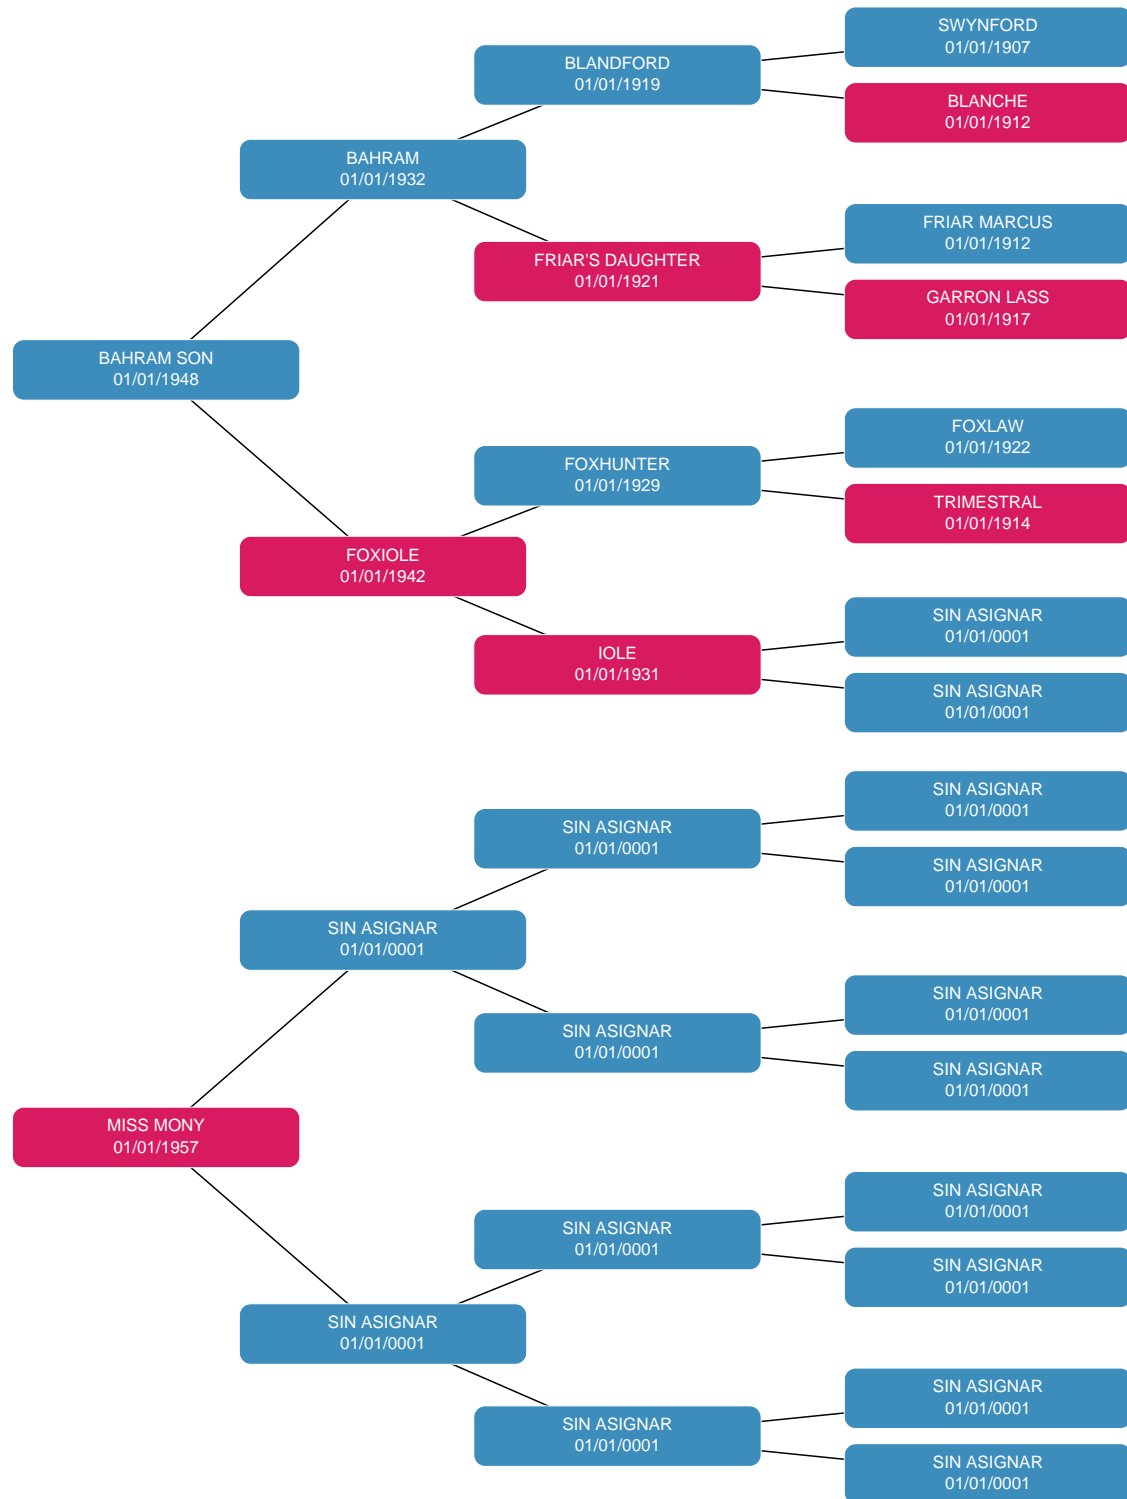 SWYNFORD
01/01/1907
BLANDFORD
01/01/1919
BLANCHE
01/01/1912
BAHRAM
01/01/1932
FRIAR MARCUS
01/01/1912
FRIAR'S DAUGHTER
01/01/1921
GARRON LASS
01/01/1917
BAHRAM SON
01/01/1948
FOXLAW
01/01/1922
FOXHUNTER
01/01/1929
TRIMESTRAL
01/01/1914
FOXIOLE
01/01/1942
SIN ASIGNAR
01/01/0001
IOLE
01/01/1931
SIN ASIGNAR
01/01/0001
SIN ASIGNAR
01/01/0001
SIN ASIGNAR
01/01/0001
SIN ASIGNAR
01/01/0001
SIN ASIGNAR
01/01/0001
SIN ASIGNAR
01/01/0001
SIN ASIGNAR
01/01/0001
SIN ASIGNAR
01/01/0001
MISS MONY
01/01/1957
SIN ASIGNAR
01/01/0001
SIN ASIGNAR
01/01/0001
SIN ASIGNAR
01/01/0001
SIN ASIGNAR
01/01/0001
SIN ASIGNAR
01/01/0001
SIN ASIGNAR
01/01/0001
SIN ASIGNAR
01/01/0001